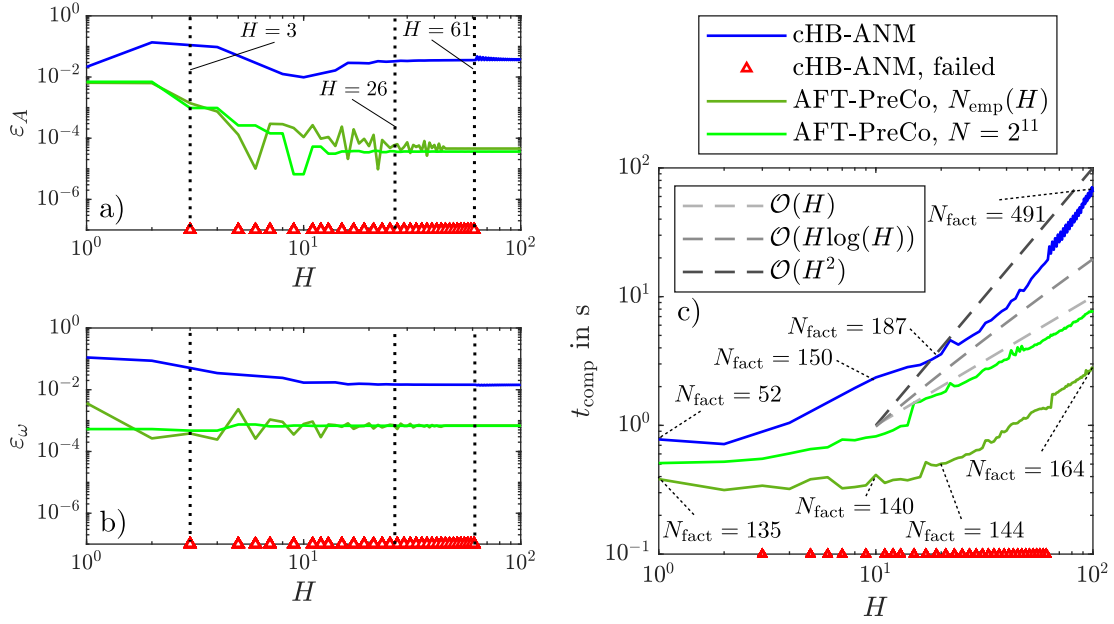 10^0
10^-2
10^-4
10^-6
ε_A
a)
H = 3
H = 61
H = 26
10^0
10^1
10^2
H
10^0
10^-2
10^-4
10^-6
ε_ω
b)
10^0
10^1
10^2
H
cHB-ANM
cHB-ANM, failed
AFT-PreCo, N_emp(H)
AFT-PreCo, N = 2^11
10^2
10^1
10^0
10^-1
t_comp in s
O(H)
O(Hlog(H))
O(H^2)
c)
N_fact = 491
N_fact = 187
N_fact = 150
N_fact = 52
N_fact = 164
N_fact = 140
N_fact = 135
N_fact = 144
10^0
10^1
10^2
H